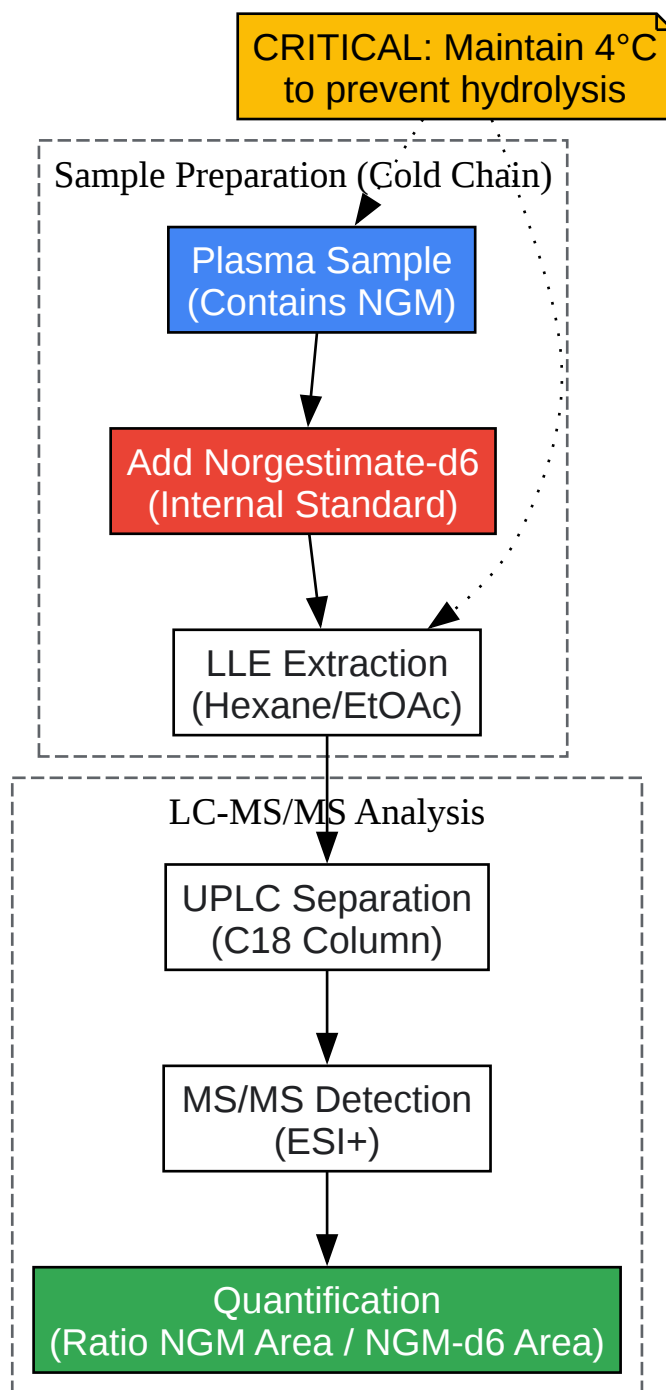 CRITICAL: Maintain 4°C
to prevent hydrolysis
Sample Preparation (Cold Chain)
Plasma Sample
(Contains NGM)
Add Norgestimate-d6
(Internal Standard)
LLE Extraction
(Hexane/EtOAc)
LC-MS/MS Analysis
UPLC Separation
(C18 Column)
MS/MS Detection
(ESI+)
Quantification
(Ratio NGM Area / NGM-d6 Area)